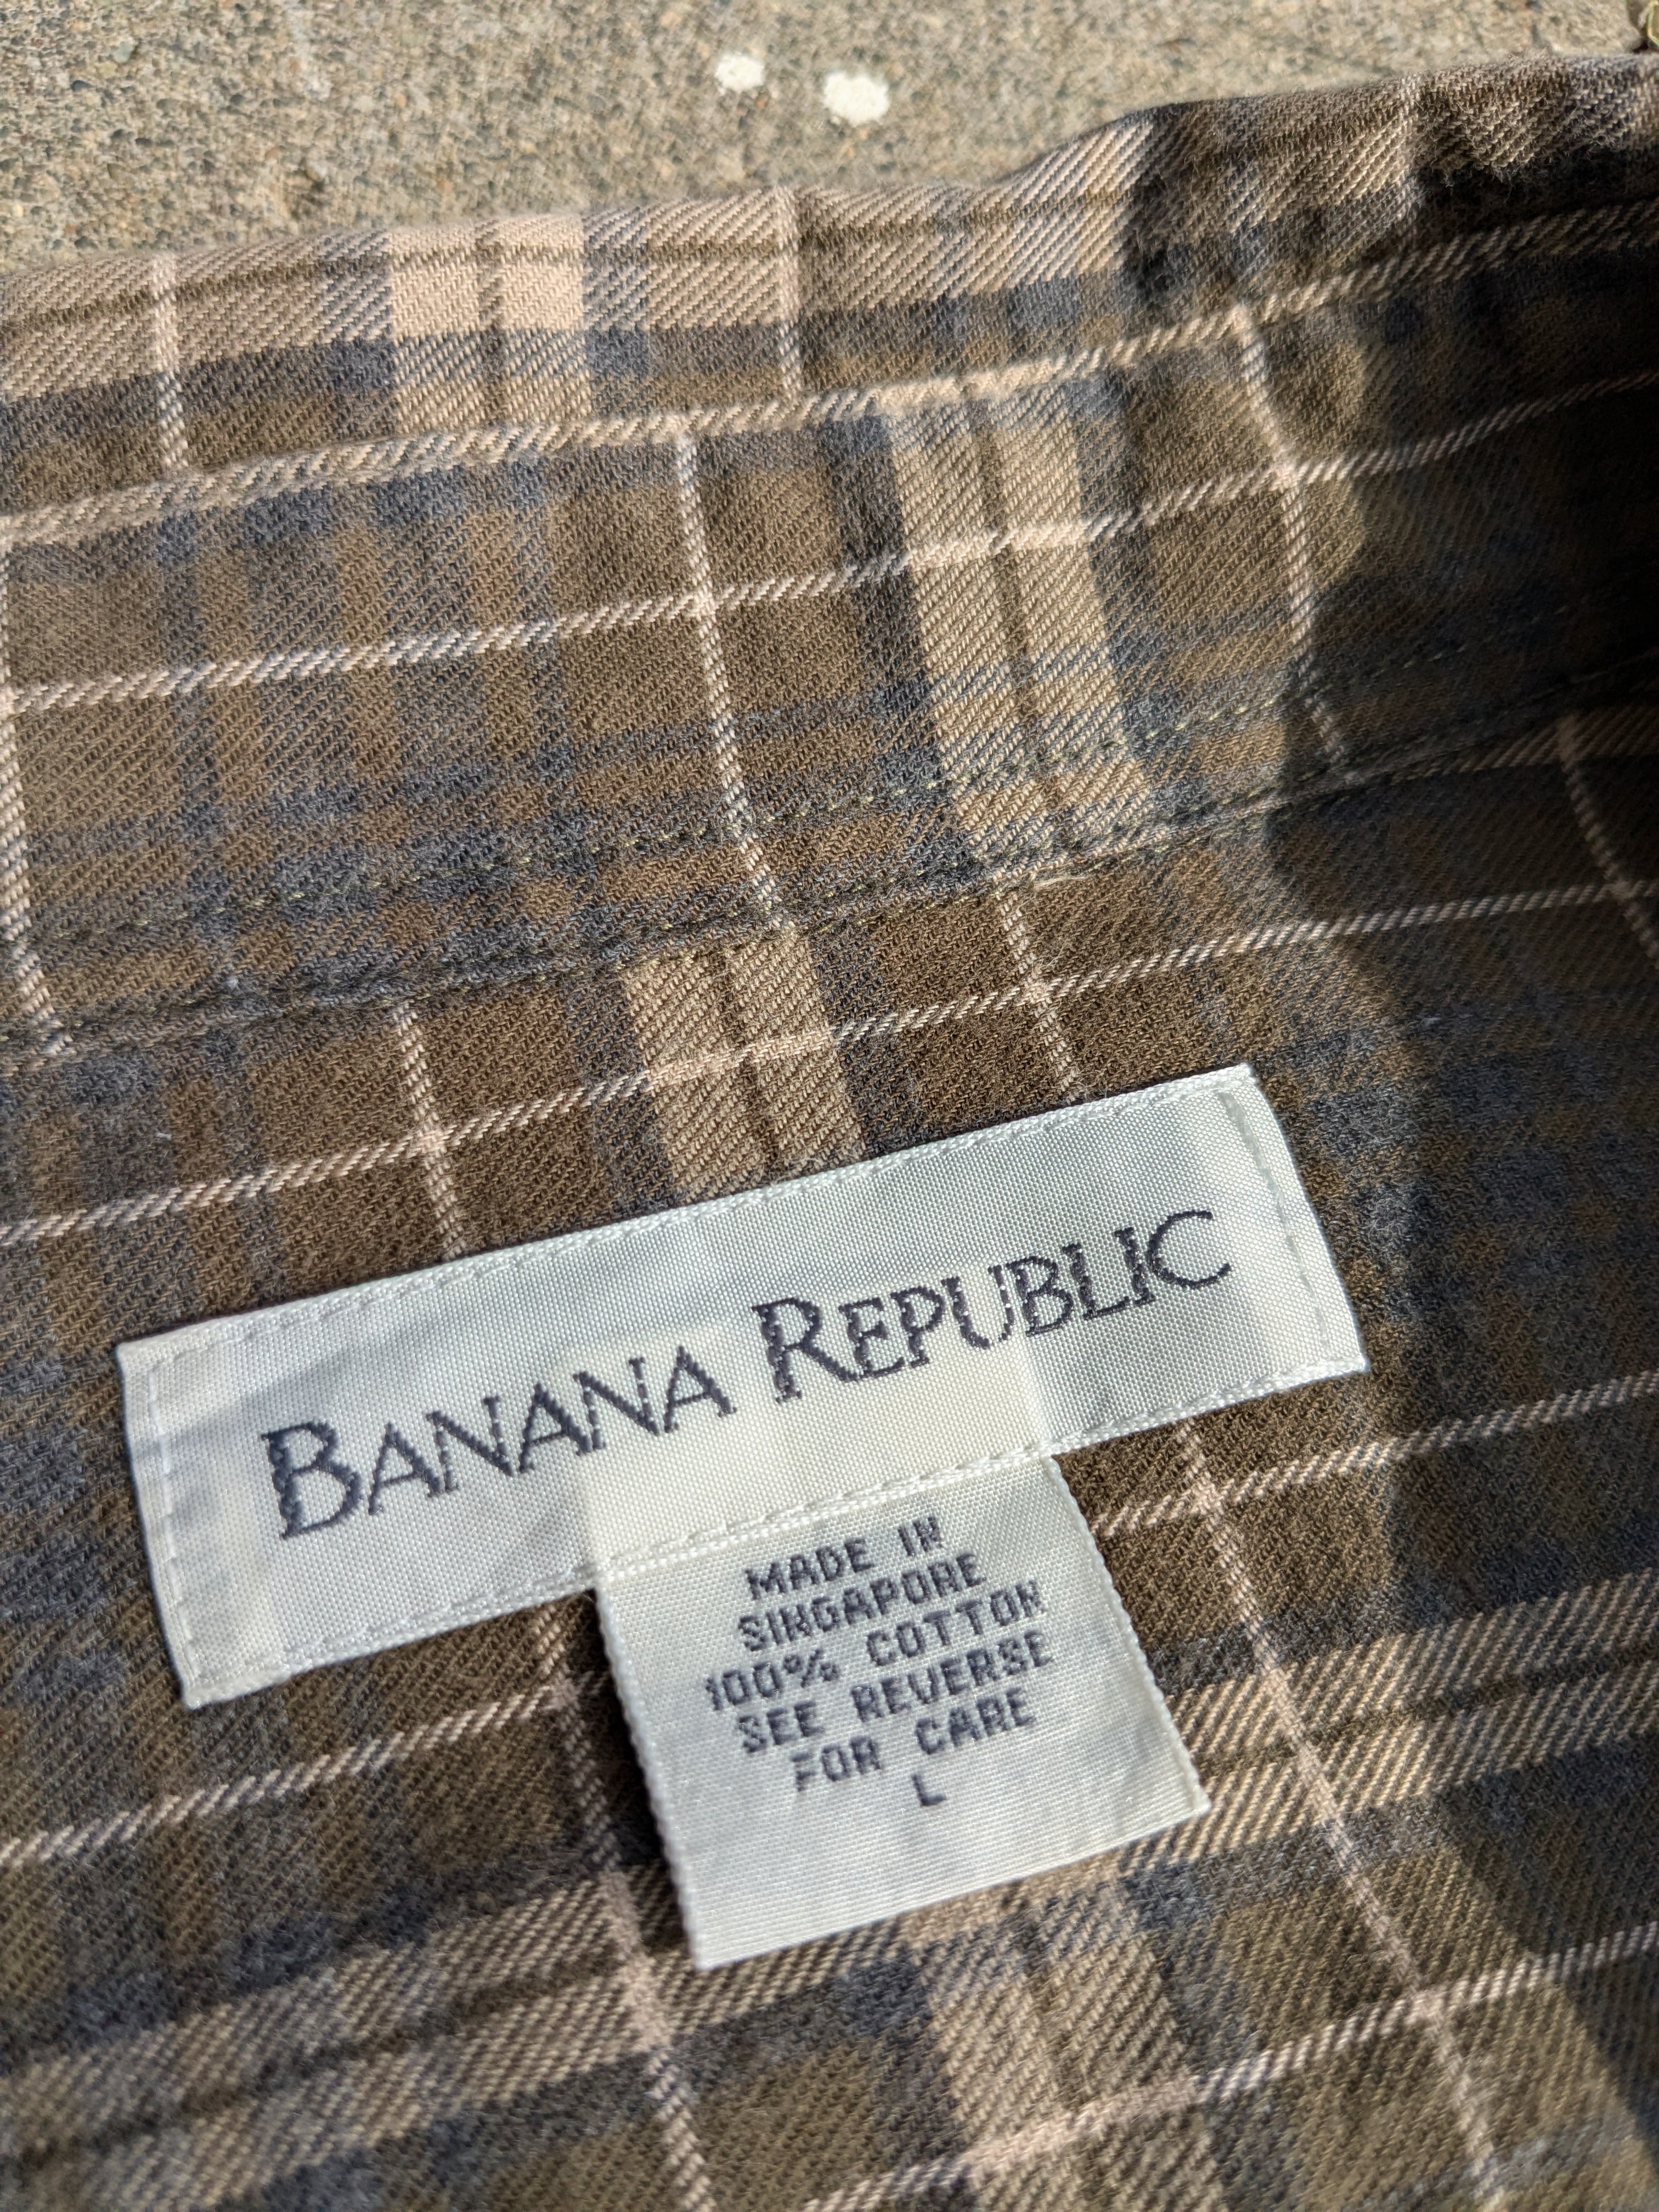 BANANA REPUBLIC
MADE IN
SINGAPORE
100% COTTON
SEE REVERSE
FOR CARE
L